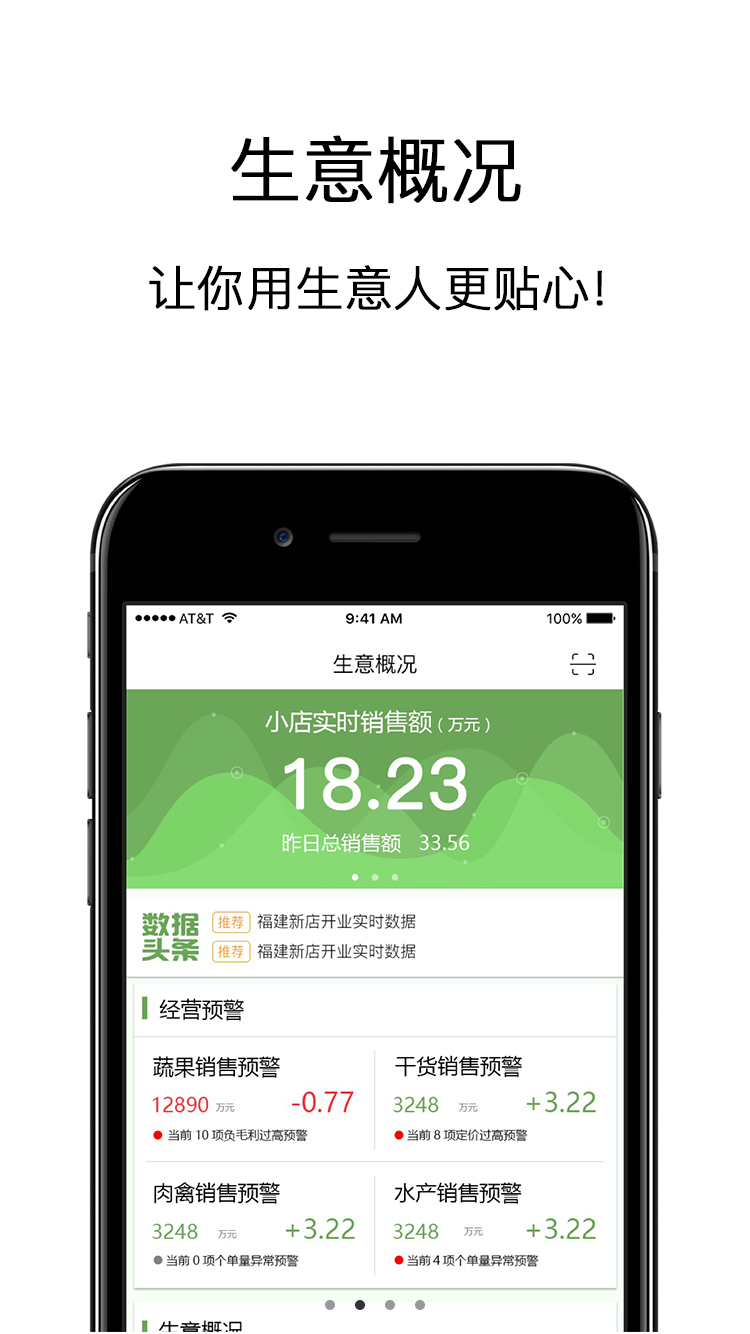 生意概况
让你用生意人更贴心!
AT&T 9:41 AM 100%
生意概况
小店实时销售额(万元)
18.23
昨日总销售额 33.56
数据头条
推荐 福建新店开业实时数据
推荐 福建新店开业实时数据
经营预警
蔬果销售预警
12890 万元 -0.77
当前 10 项负毛利过高预警
干货销售预警
3248 万元 +3.22
当前 8 项定价过高预警
肉禽销售预警
3248 万元 +3.22
当前 0 项个单量异常预警
水产销售预警
3248 万元 +3.22
当前 4 项个单量异常预警
生意概况